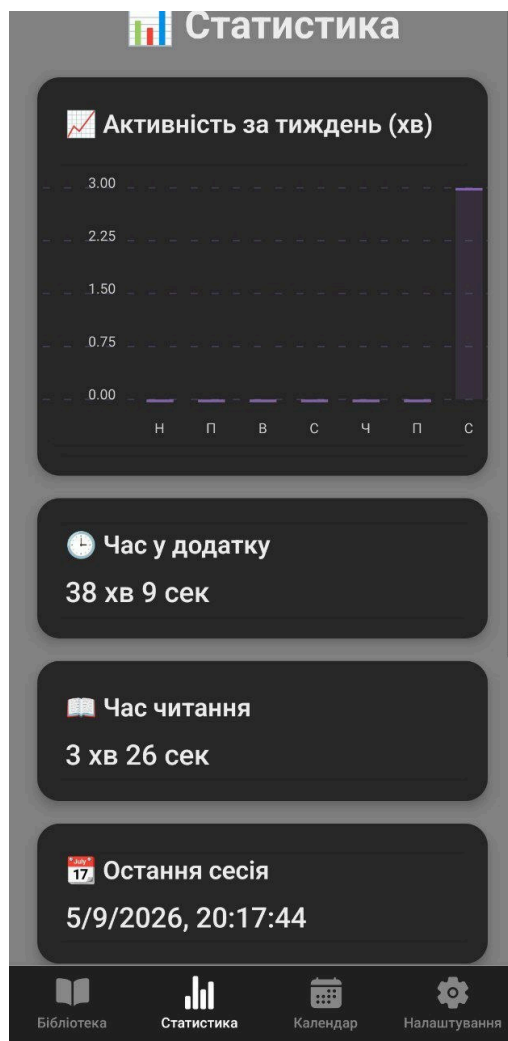 Статистика
Активність за тиждень (хв)
3.00
2.25
1.50
0.75
0.00
Н П В С Ч П С
Час у додатку
38 хв 9 сек
Час читання
3 хв 26 сек
Остання сесія
5/9/2026, 20:17:44
Бібліотека Статистика Календар Налаштування